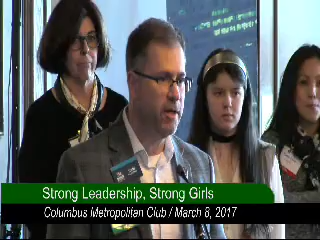 Strong Leadership, Strong Girls
Columbus Metropolitan Club / March 8, 2017